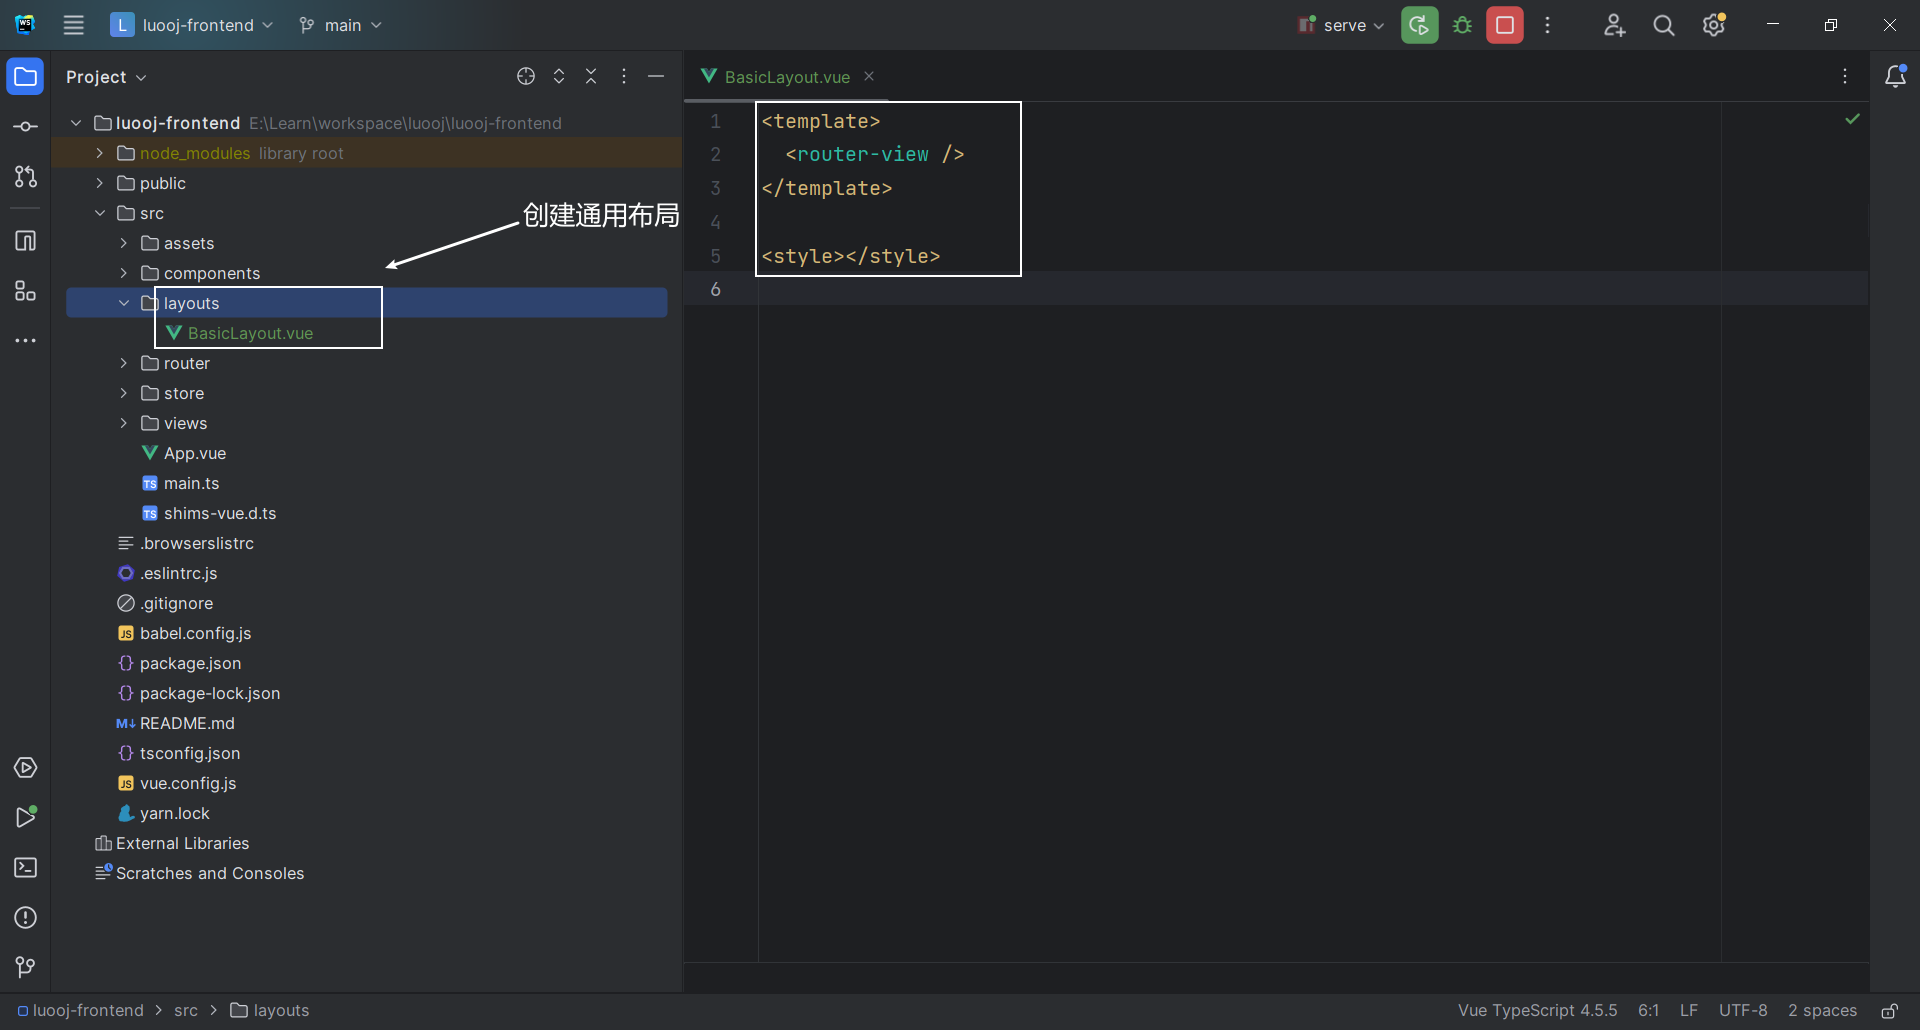 L luooj-frontend main serve
Project
BasicLayout.vue
luooj-frontend E:\Learn\workspace\luooj\luooj-frontend
node_modules library root
public
src
创建通用布局
assets
components
layouts
BasicLayout.vue
router
store
views
App.vue
main.ts
shims-vue.d.ts
.browserslistrc
.eslintrc.js
.gitignore
babel.config.js
package.json
package-lock.json
README.md
tsconfig.json
vue.config.js
yarn.lock
External Libraries
Scratches and Consoles
1 <template>
2 <router-view />
3 </template>
4
5 <style></style>
6
luooj-frontend > src > layouts
Vue TypeScript 4.5.5 6:1 LF UTF-8 2 spaces